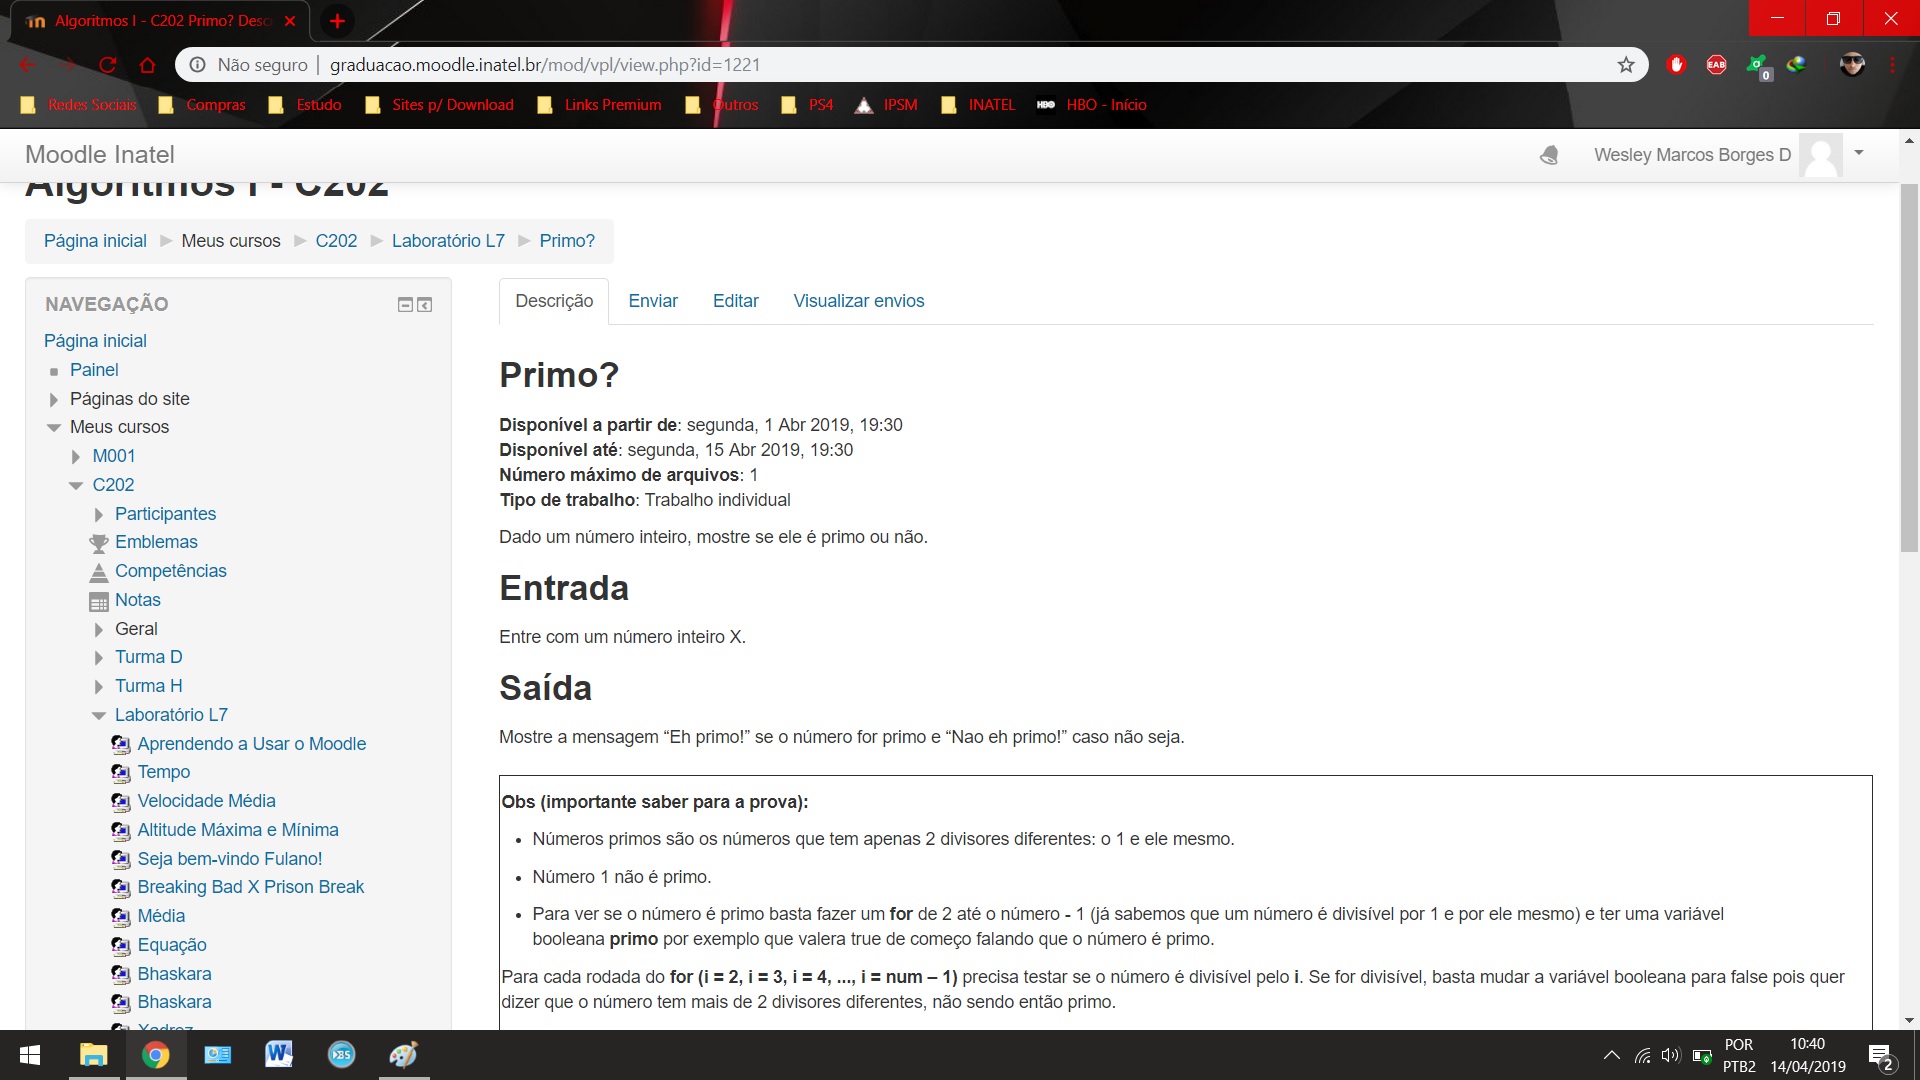 Algoritmos I - C202 Primo? Desc
Não seguro | graduacao.moodle.inatel.br/mod/vpl/view.php?id=1221
EAB
0
Redes Sociais Compras Estudo Sites p/ Download Links Premium Outros PS4 IPSM INATEL HBO HBO - Início
Moodle Inatel
Wesley Marcos Borges D
Algoritmos I - C202
Página inicial Meus cursos C202 Laboratório L7 Primo?
NAVEGAÇÃO
Página inicial
Painel
Páginas do site
Meus cursos
M001
C202
Participantes
Emblemas
Competências
Notas
Geral
Turma D
Turma H
Laboratório L7
Aprendendo a Usar o Moodle
Tempo
Velocidade Média
Altitude Máxima e Mínima
Seja bem-vindo Fulano!
Breaking Bad X Prison Break
Média
Equação
Bhaskara
Bhaskara
Xadrez
Descrição Enviar Editar Visualizar envios
Primo?
Disponível a partir de: segunda, 1 Abr 2019, 19:30
Disponível até: segunda, 15 Abr 2019, 19:30
Número máximo de arquivos: 1
Tipo de trabalho: Trabalho individual
Dado um número inteiro, mostre se ele é primo ou não.
Entrada
Entre com um número inteiro X.
Saída
Mostre a mensagem “Eh primo!” se o número for primo e “Nao eh primo!” caso não seja.
Obs (importante saber para a prova):
• Números primos são os números que tem apenas 2 divisores diferentes: o 1 e ele mesmo.
• Número 1 não é primo.
• Para ver se o número é primo basta fazer um for de 2 até o número - 1 (já sabemos que um número é divisível por 1 e por ele mesmo) e ter uma variável
booleana primo por exemplo que valera true de começo falando que o número é primo.
Para cada rodada do for (i = 2, i = 3, i = 4, ..., i = num – 1) precisa testar se o número é divisível pelo i. Se for divisível, basta mudar a variável booleana para false pois quer
dizer que o número tem mais de 2 divisores diferentes, não sendo então primo.
POR
PTB2
10:40
14/04/2019
2